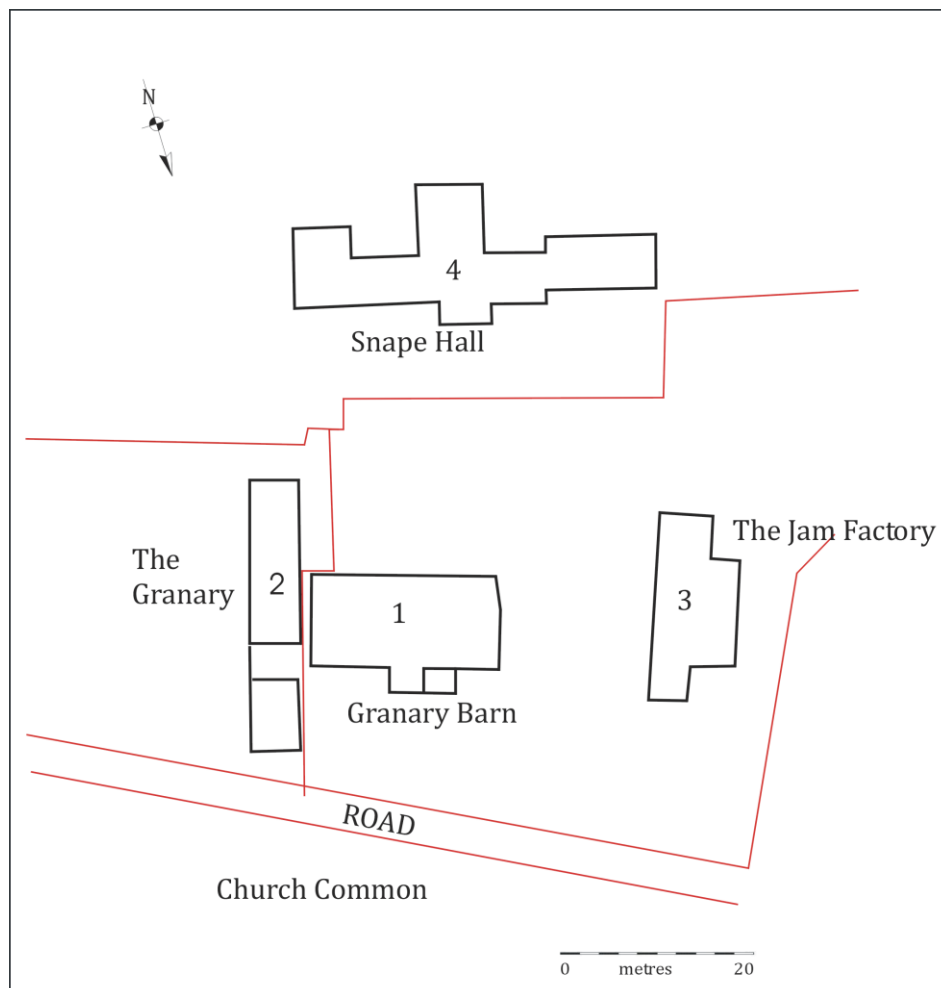 N
4
Snape Hall
The Jam Factory
The
Granary
2
1
3
Granary Barn
ROAD
Church Common
0 metres 20